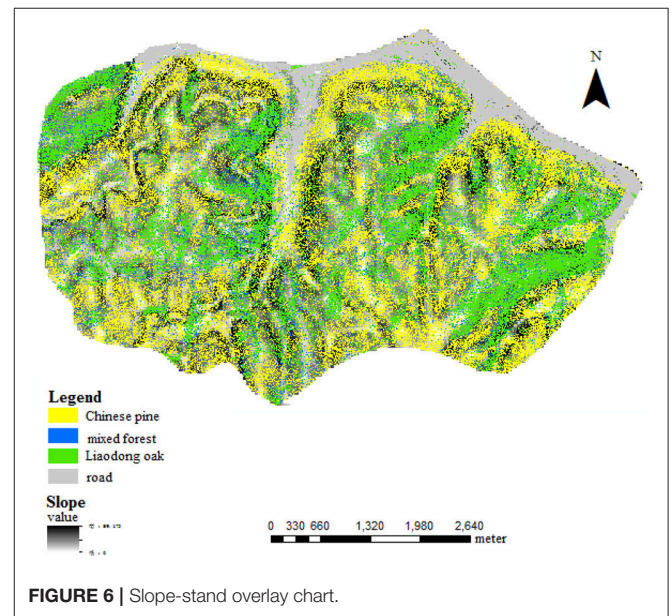 N
Legend
Chinese pine
mixed forest
Liaodong oak
road
Slope
value
0 330 660 1,320 1,980 2,640
meter
FIGURE 6 | Slope-stand overlay chart.